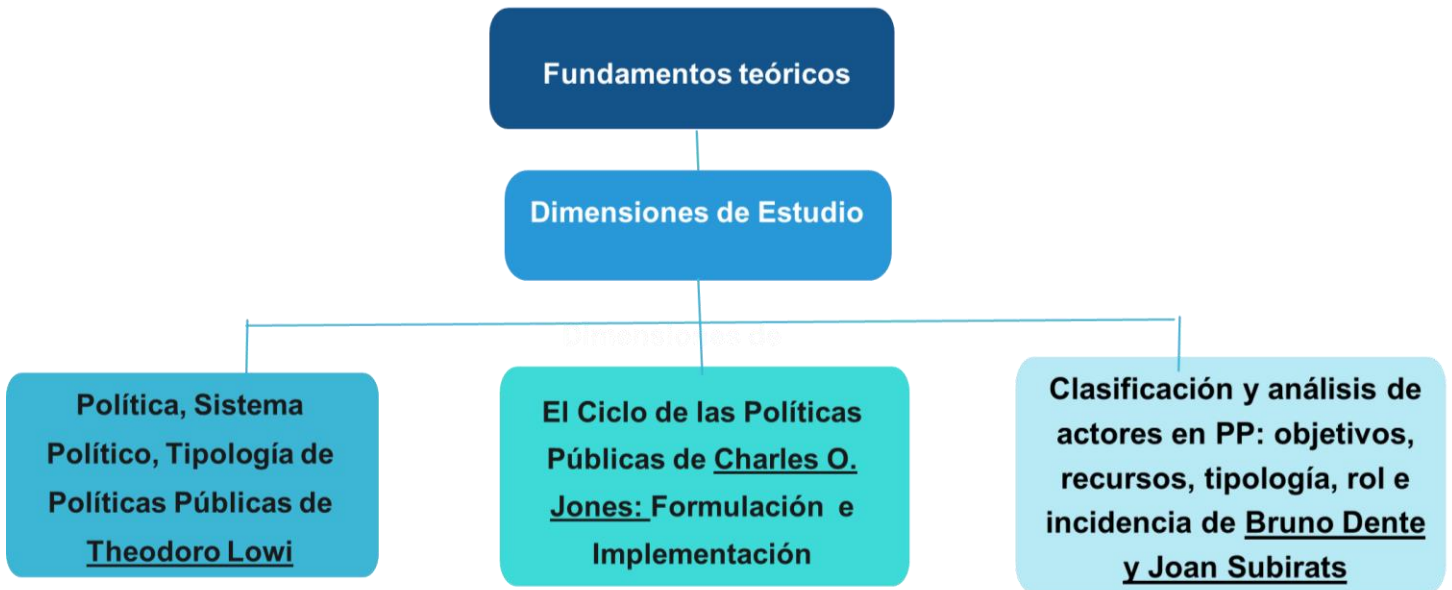 Fundamentos teóricos
Dimensiones de Estudio
Dimensiones de
Política, Sistema
Político, Tipología de
Políticas Públicas de
Theodoro Lowi
El Ciclo de las Políticas
Públicas de Charles O.
Jones: Formulación e
Implementación
Clasificación y análisis de
actores en PP: objetivos,
recursos, tipología, rol e
incidencia de Bruno Dente
y Joan Subirats